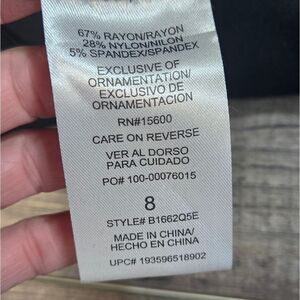 67% RAYON/RAYON
28% NYLON/NILON
5% SPANDEX/SPANDEX
EXCLUSIVE OF
ORNAMENTATION/
EXCLUSIVO DE
ORNAMENTACION
RN#15600
CARE ON REVERSE
VER AL DORSO
PARA CUIDADO
PO# 100-00076015
8
STYLE# B1662Q5E
MADE IN CHINA/
HECHO EN CHINA
UPC# 193596518902